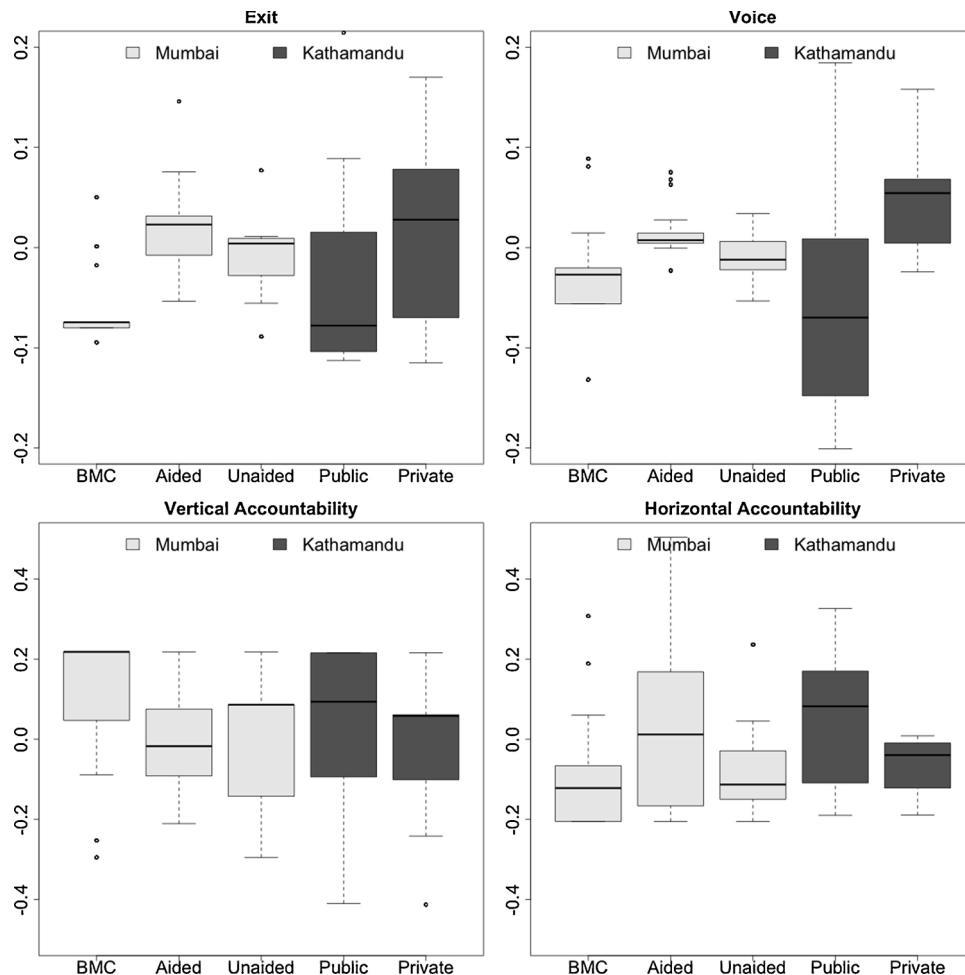 Exit
Mumbai Kathamandu
0.2
0.1
0.0
-0.1
-0.2
BMC Aided Unaided Public Private
Voice
Mumbai Kathamandu
0.2
0.1
0.0
-0.1
-0.2
BMC Aided Unaided Public Private
Vertical Accountability
Mumbai Kathamandu
0.4
0.2
0.0
-0.2
-0.4
BMC Aided Unaided Public Private
Horizontal Accountability
Mumbai Kathamandu
0.4
0.2
0.0
-0.2
-0.4
BMC Aided Unaided Public Private